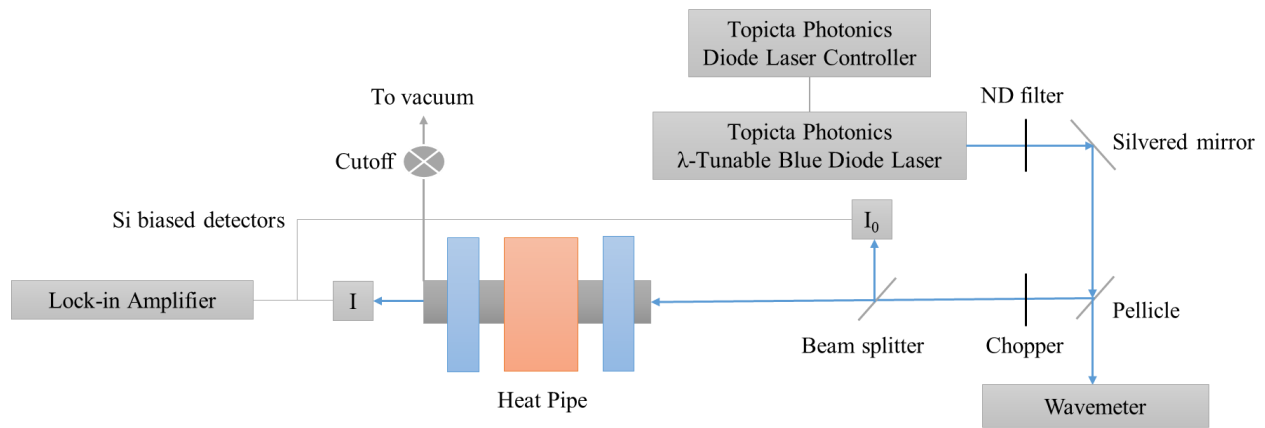 Topicta Photonics
Diode Laser Controller
To vacuum
ND filter
Topicta Photonics
λ-Tunable Blue Diode Laser
Silvered mirror
Cutoff
Si biased detectors
I₀
Lock-in Amplifier
I
Pellicle
Beam splitter
Chopper
Heat Pipe
Wavemeter